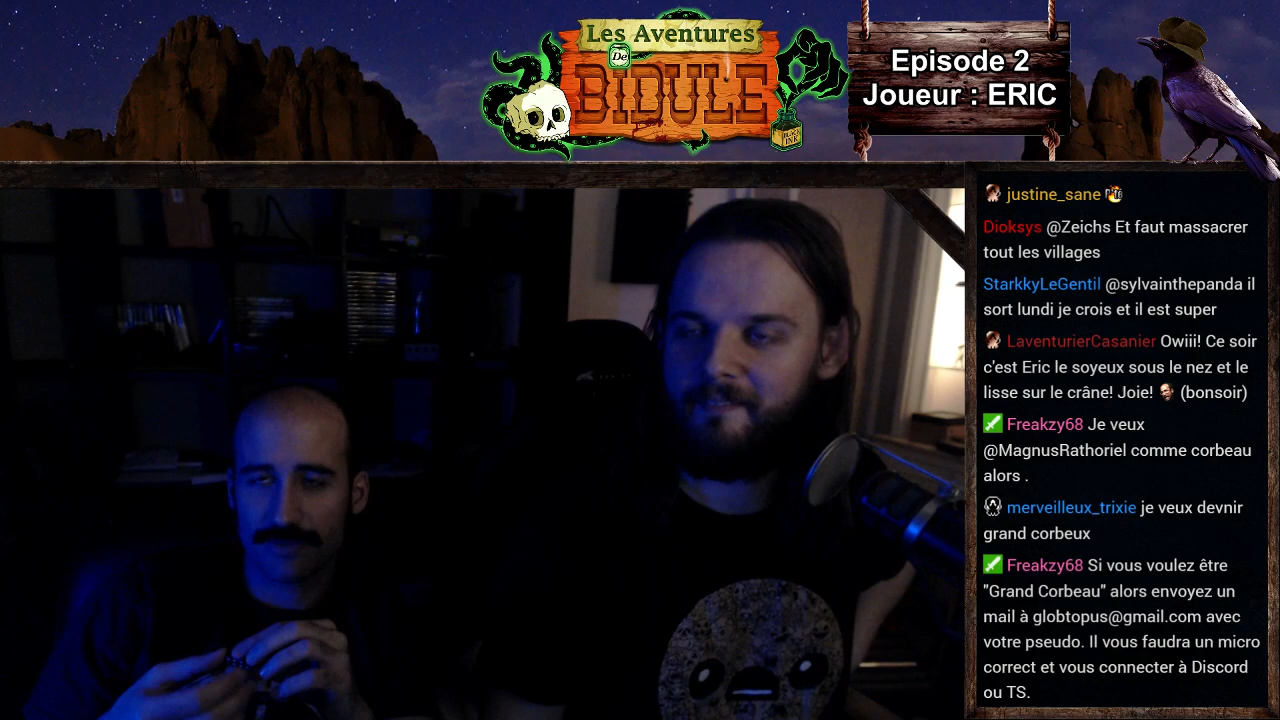 Les Aventures
De
BIDULE
BLACK
INK
Episode 2
Joueur : ERIC
justine_sane
Dioksys @Zeichs Et faut massacrer
tout les villages
StarkkyLeGentil @sylvainthepanda il
sort lundi je crois et il est super
LaventurierCasanier Owiii! Ce soir
c'est Eric le soyeux sous le nez et le
lisse sur le crâne! Joie! (bonsoir)
Freakzy68 Je veux
@MagnusRathoriel comme corbeau
alors .
merveilleux_trixie je veux devnir
grand corbeux
Freakzy68 Si vous voulez être
"Grand Corbeau" alors envoyez un
mail à globtopus@gmail.com avec
votre pseudo. Il vous faudra un micro
correct et vous connecter à Discord
ou TS.